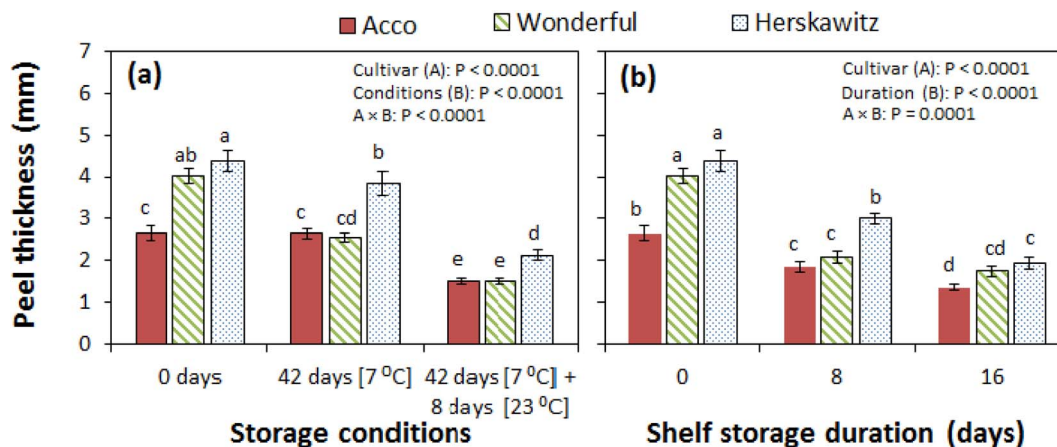 Acco Wonderful Herskawitz
Peel thickness (mm)
7
6
5
4
3
2
1
0
(a)
Cultivar (A): P < 0.0001
Conditions (B): P < 0.0001
A × B: P < 0.0001
c ab a
c cd b
e e d
0 days 42 days [7 ⁰C] 42 days [7 ⁰C] +
8 days [23 ⁰C]
Storage conditions
(b)
Cultivar (A): P < 0.0001
Duration (B): P < 0.0001
A × B: P = 0.0001
b a a
c c b
d cd c
0 8 16
Shelf storage duration (days)